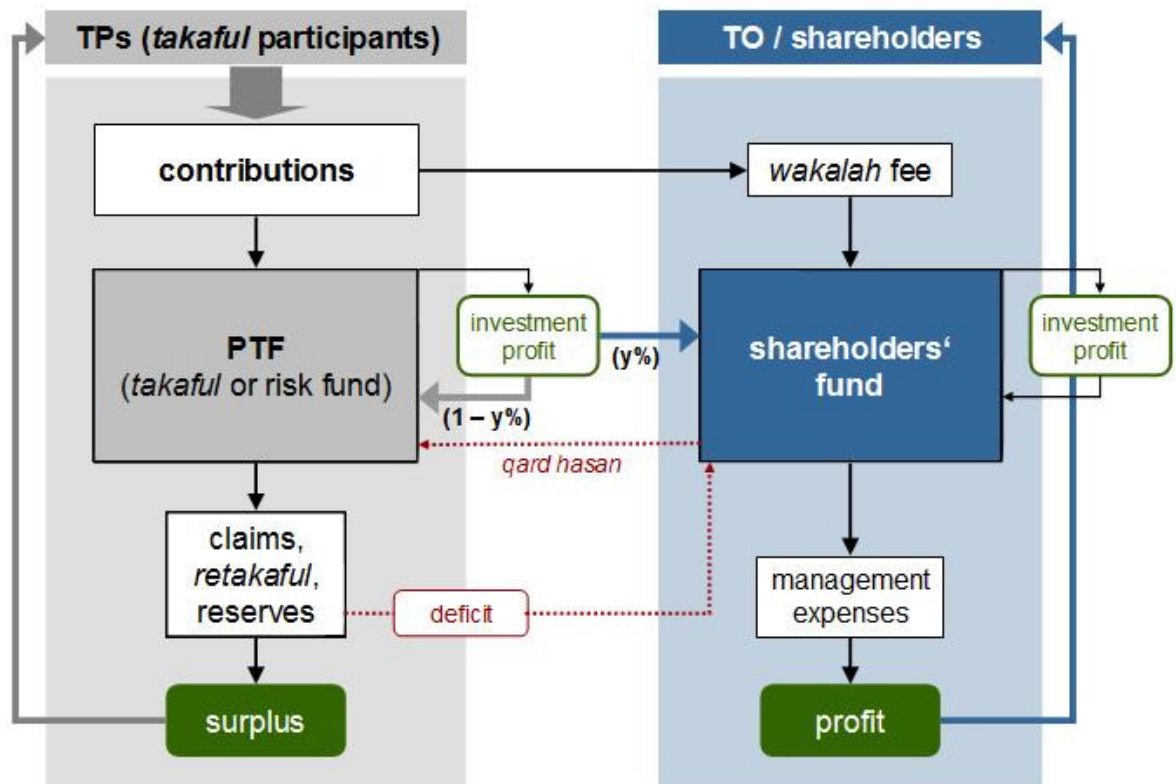 TPs (takaful participants)
TO / shareholders
contributions
wakalah fee
PTF
(takaful or risk fund)
investment
profit
(y%)
(1 – y%)
shareholders‘
fund
investment
profit
qard hasan
claims,
retakaful,
reserves
deficit
management
expenses
surplus
profit